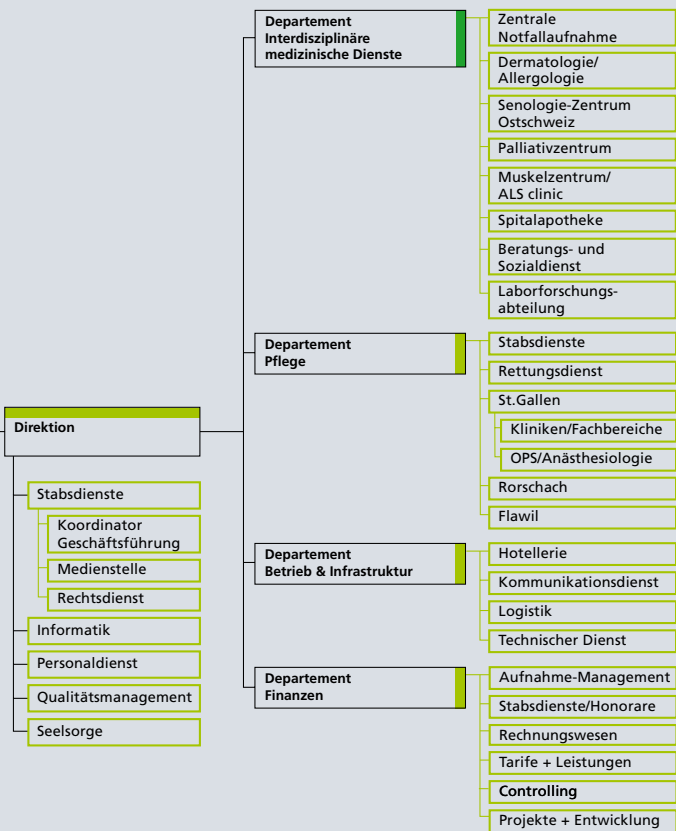 Direktion
Stabsdienste
Koordinator
Geschäftsführung
Medienstelle
Rechtsdienst
Informatik
Personaldienst
Qualitätsmanagement
Seelsorge
Departement
Interdisziplinäre
medizinische Dienste
Zentrale
Notfallaufnahme
Dermatologie/
Allergologie
Senologie-Zentrum
Ostschweiz
Palliativzentrum
Muskelzentrum/
ALS clinic
Spitalapotheke
Beratungs- und
Sozialdienst
Laborforschungs-
abteilung
Departement
Pflege
Stabsdienste
Rettungsdienst
St.Gallen
Kliniken/Fachbereiche
OPS/Anästhesiologie
Rorschach
Flawil
Departement
Betrieb & Infrastruktur
Hotellerie
Kommunikationsdienst
Logistik
Technischer Dienst
Departement
Finanzen
Aufnahme-Management
Stabsdienste/Honorare
Rechnungswesen
Tarife + Leistungen
Controlling
Projekte + Entwicklung